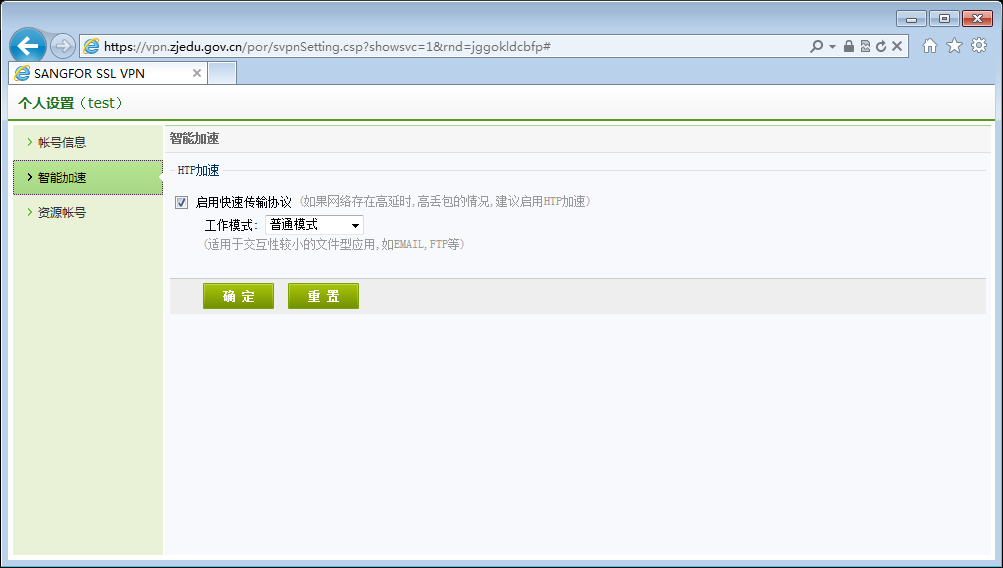 https://vpn.zjedu.gov.cn/por/svpnSetting.csp?showsvc=1&rnd=jggokldcbfp#
SANGFOR SSL VPN
个人设置（test）
帐号信息
智能加速
资源帐号
智能加速
HTP加速
启用快速传输协议 (如果网络存在高延时,高丢包的情况,建议启用HTP加速)
工作模式: 普通模式
(适用于交互性较小的文件型应用,如EMAIL,FTP等)
确 定 重 置